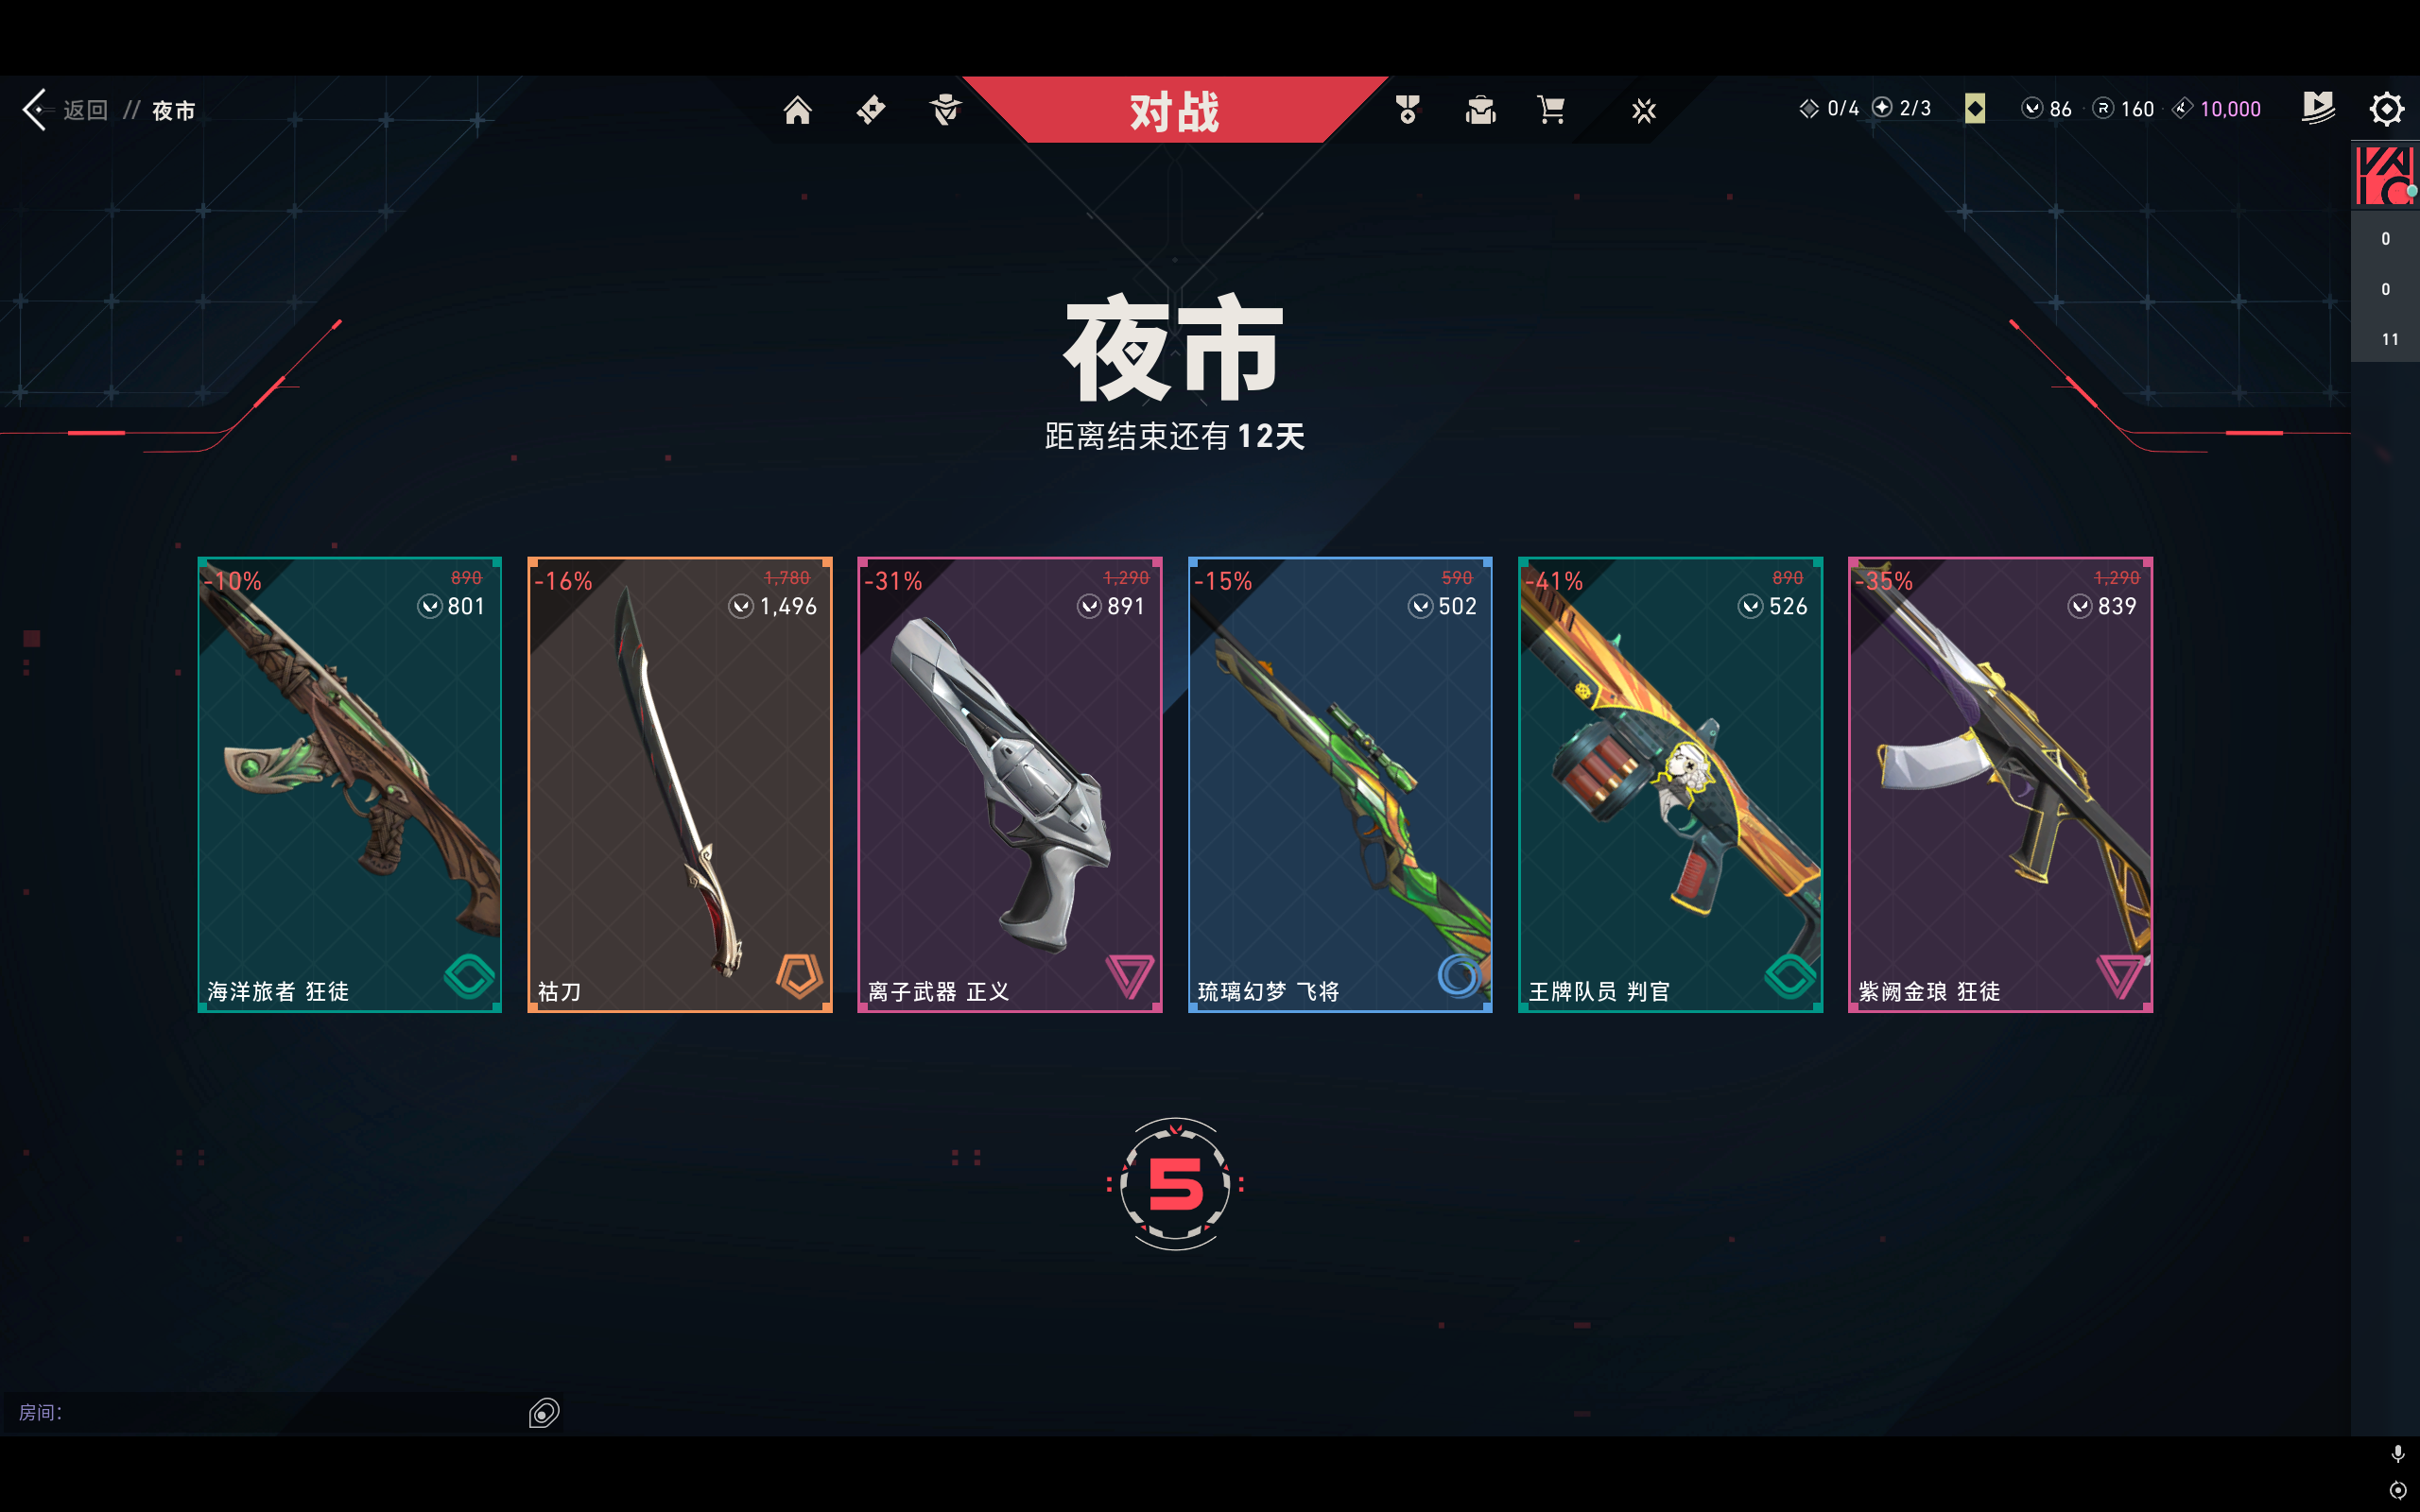 返回 // 夜市
对战
0/4 2/3 86 160 10,000
0
0
11
夜市
距离结束还有 12天
-10% 890
801
海洋旅者 狂徒
-16% 1,780
1,496
祜刀
-31% 1,290
891
离子武器 正义
-15% 590
502
琉璃幻梦 飞将
-41% 890
526
王牌队员 判官
-35% 1,290
839
紫阙金琅 狂徒
5
房间: